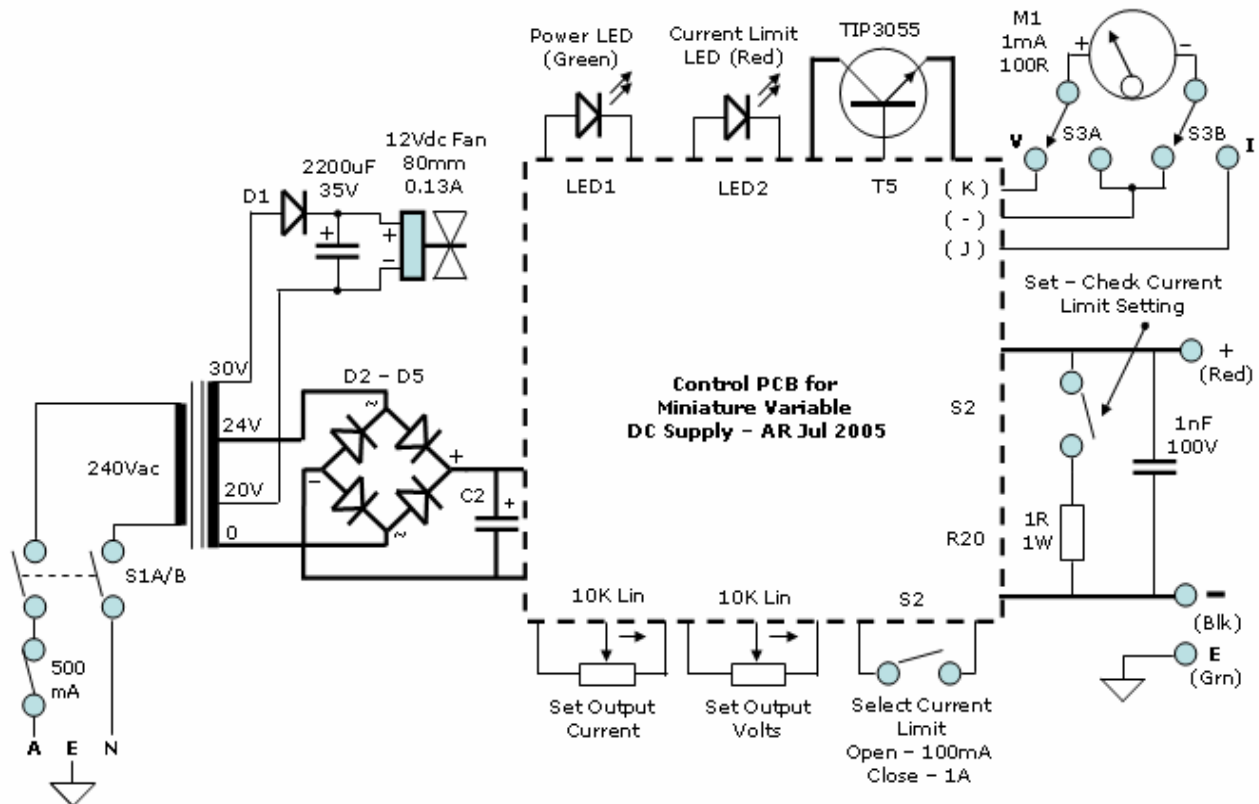 Power LED
(Green)
Current Limit
LED (Red)
TIP3055
M1
1mA
100R
+
-
S3A
S3B
V
I
12Vdc Fan
80mm
0.13A
2200uF
35V
D1
+
+
-
LED1
LED2
T5
( K )
( - )
( J )
Set – Check Current
Limit Setting
30V
24V
20V
0
240Vac
D2 – D5
~
~
+
-
C2
+
Control PCB for
Miniature Variable
DC Supply – AR Jul 2005
S2
R20
+
(Red)
1nF
100V
1R
1W
-
(Blk)
E
(Grn)
S1A/B
500
mA
A
E
N
10K Lin
10K Lin
S2
Set Output
Current
Set Output
Volts
Select Current
Limit
Open – 100mA
Close – 1A